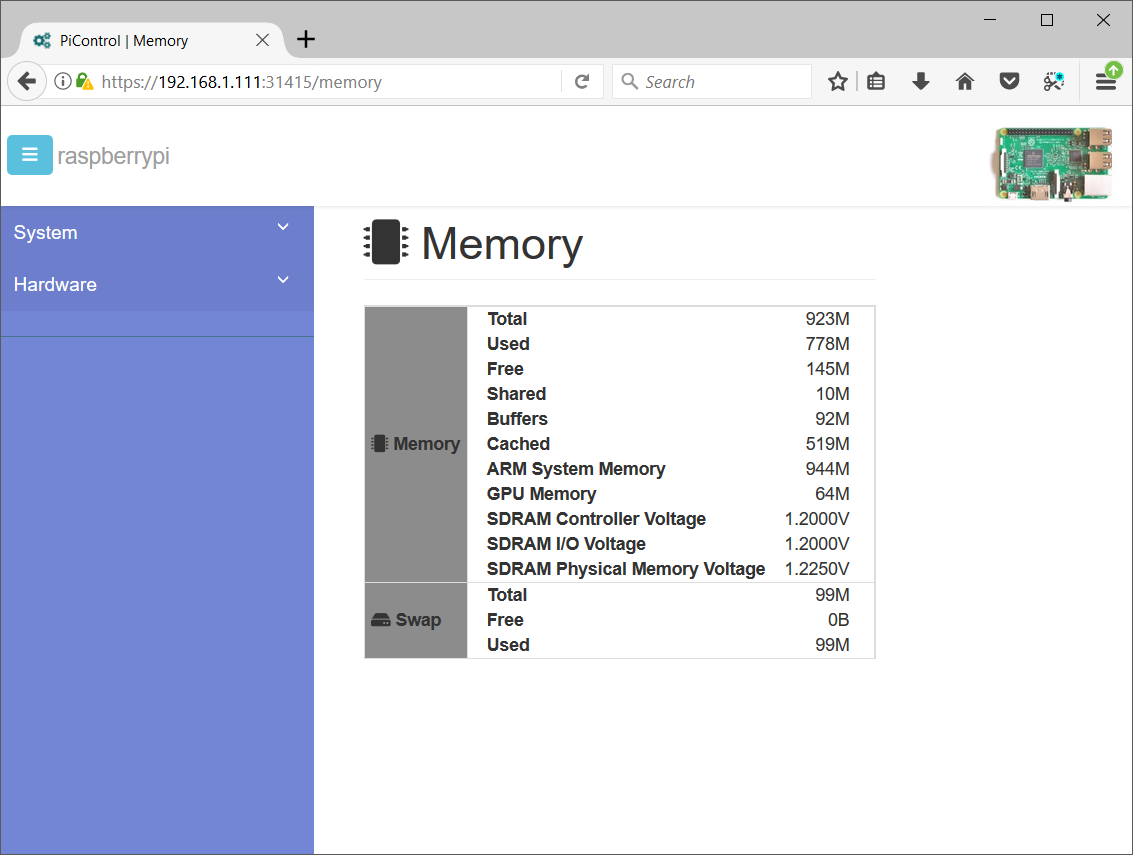 PiControl | Memory
https://192.168.1.111:31415/memory
Search
raspberrypi
System
Hardware
Memory
Memory
Total 923M
Used 778M
Free 145M
Shared 10M
Buffers 92M
Cached 519M
ARM System Memory 944M
GPU Memory 64M
SDRAM Controller Voltage 1.2000V
SDRAM I/O Voltage 1.2000V
SDRAM Physical Memory Voltage 1.2250V
Swap
Total 99M
Free 0B
Used 99M